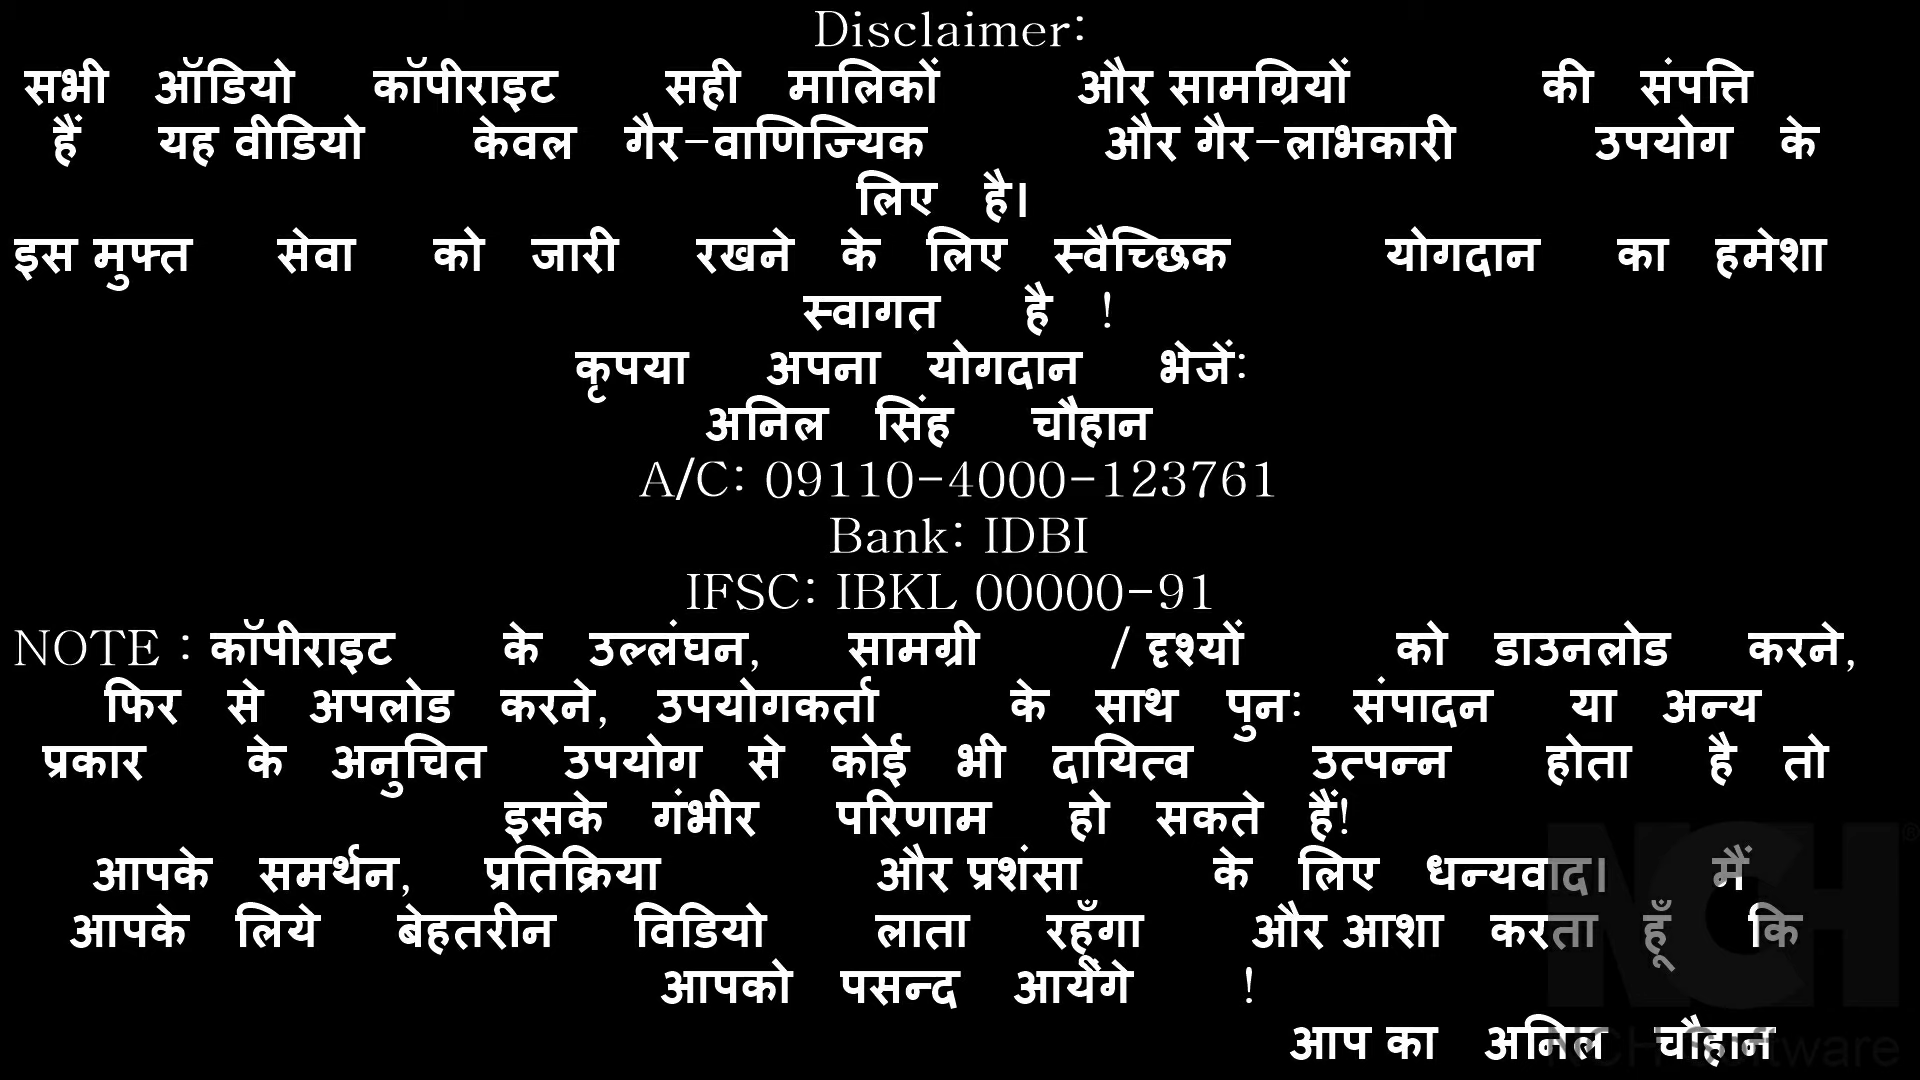 Disclaimer:
सभी ऑडियो कॉपीराइट सही मालिकों और सामग्रियों की संपत्ति
हैं यह वीडियो केवल गैर-वाणिज्यिक और गैर-लाभकारी उपयोग के
लिए है।
इस मुफ्त सेवा को जारी रखने के लिए स्वैच्छिक योगदान का हमेशा
स्वागत है !
कृपया अपना योगदान भेजें:
अनिल सिंह चौहान
A/C: 09110-4000-123761
Bank: IDBI
IFSC: IBKL 00000-91
NOTE : कॉपीराइट के उल्लंघन, सामग्री / दृश्यों को डाउनलोड करने,
फिर से अपलोड करने, उपयोगकर्ता के साथ पुन: संपादन या अन्य
प्रकार के अनुचित उपयोग से कोई भी दायित्व उत्पन्न होता है तो
इसके गंभीर परिणाम हो सकते हैं!
आपके समर्थन, प्रतिक्रिया और प्रशंसा के लिए धन्यवाद। मैं
आपके लिये बेहतरीन विडियो लाता रहूँगा और आशा करता हूँ कि
आपको पसन्द आयेंगे !
आप का अनिल चौहान
NCH®
NCH Software